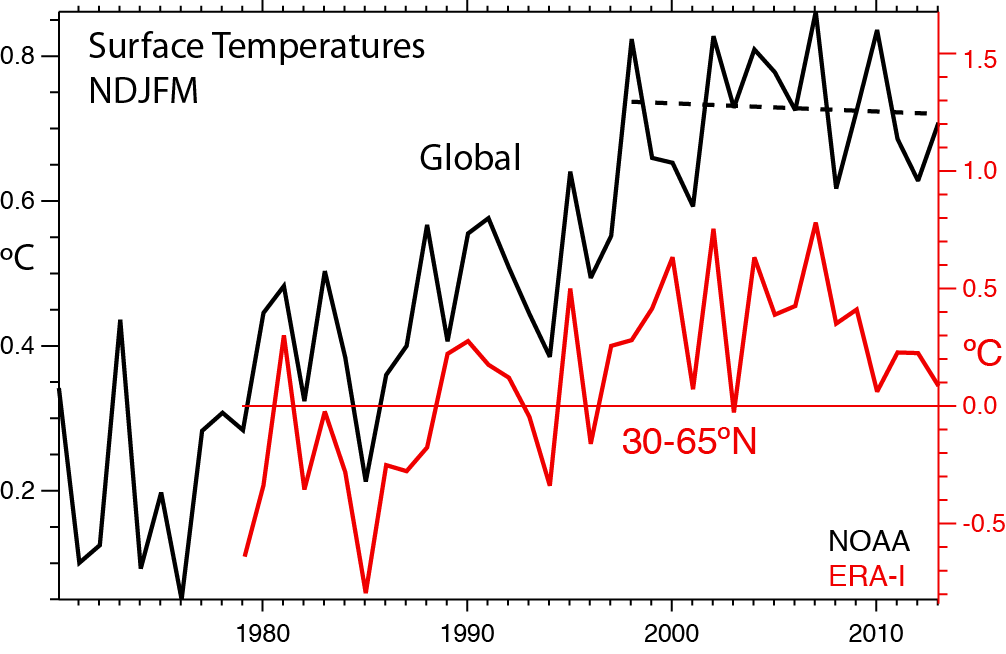 Surface Temperatures
NDJFM
Global
30-65ºN
NOAA
ERA-I
0.8
0.6
ºC
0.4
0.2
1.5
1.0
0.5
ºC
0.0
-0.5
1980 1990 2000 2010